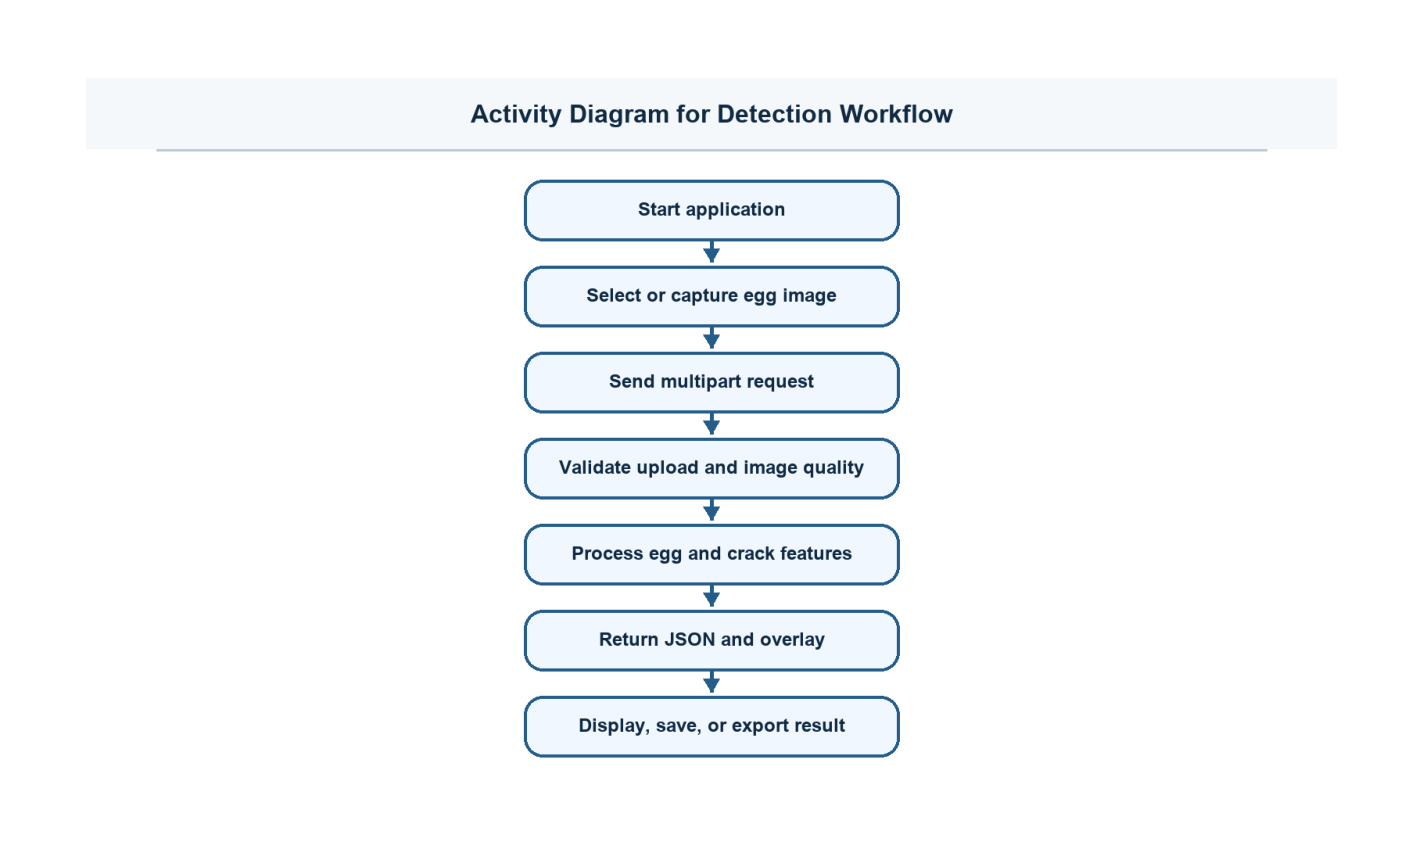 Activity Diagram for Detection Workflow
Start application
Select or capture egg image
Send multipart request
Validate upload and image quality
Process egg and crack features
Return JSON and overlay
Display, save, or export result